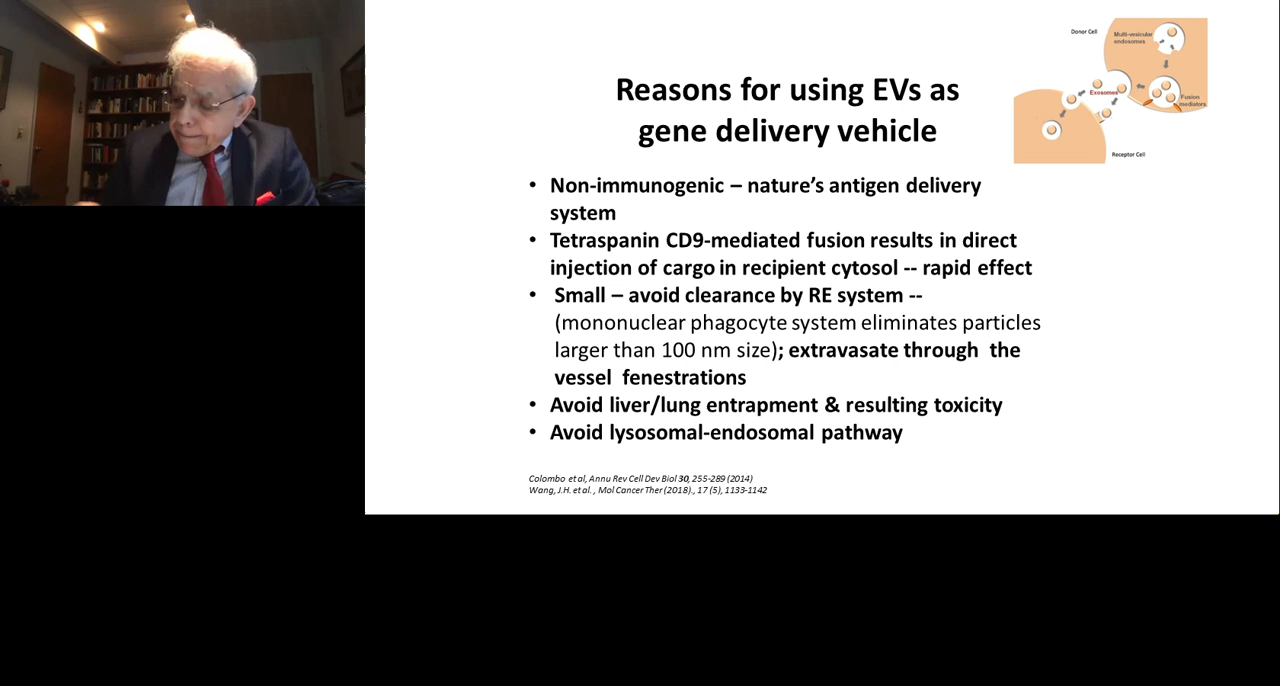 Reasons for using EVs as
gene delivery vehicle
Donor Cell
Multi-vesicular
endosomes
Exosomes
Fusion
mediators
Receptor Cell
• Non-immunogenic – nature’s antigen delivery
system
• Tetraspanin CD9-mediated fusion results in direct
injection of cargo in recipient cytosol -- rapid effect
• Small – avoid clearance by RE system --
(mononuclear phagocyte system eliminates particles
larger than 100 nm size); extravasate through the
vessel fenestrations
• Avoid liver/lung entrapment & resulting toxicity
• Avoid lysosomal-endosomal pathway
Colombo et al, Annu Rev Cell Dev Biol 30, 255-289 (2014)
Wang, J.H. et al. , Mol Cancer Ther (2018)., 17 (5), 1133-1142